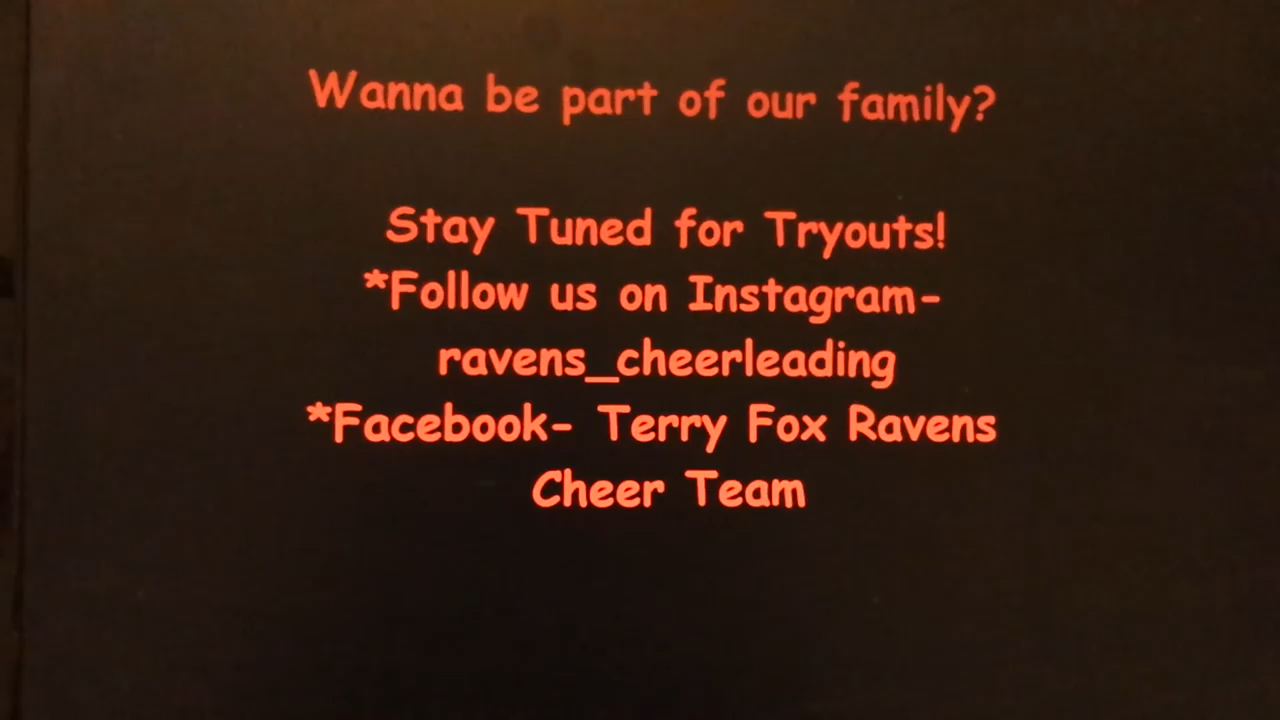 Wanna be part of our family?
Stay Tuned for Tryouts!
*Follow us on Instagram-
ravens_cheerleading
*Facebook- Terry Fox Ravens
Cheer Team